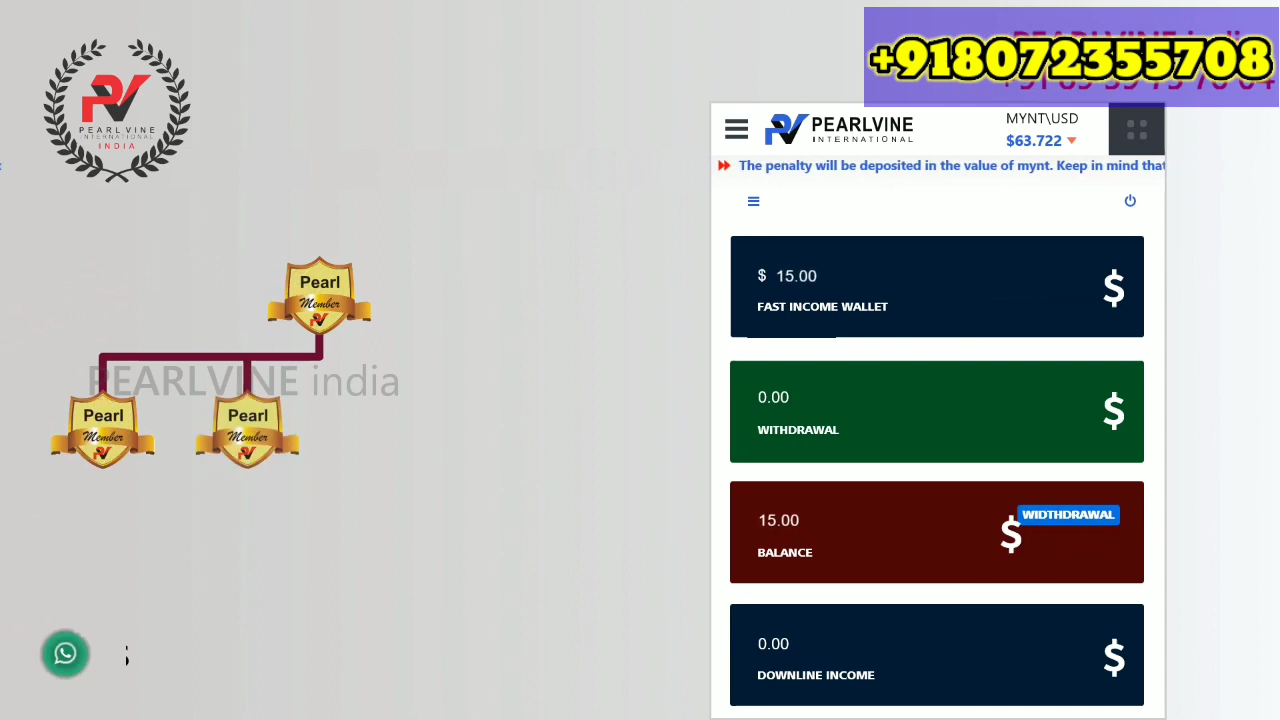 +918072355708
PEARLVINE
INTERNATIONAL
INDIA
PEARLVINE
INTERNATIONAL
MYNT\USD
$63.722
The penalty will be deposited in the value of mynt. Keep in mind that
$ 15.00
FAST INCOME WALLET
$
0.00
WITHDRAWAL
$
15.00
BALANCE
$
WIDTHDRAWAL
0.00
DOWNLINE INCOME
$
Pearl
Member
PEARLVINE india
Pearl
Member
Pearl
Member